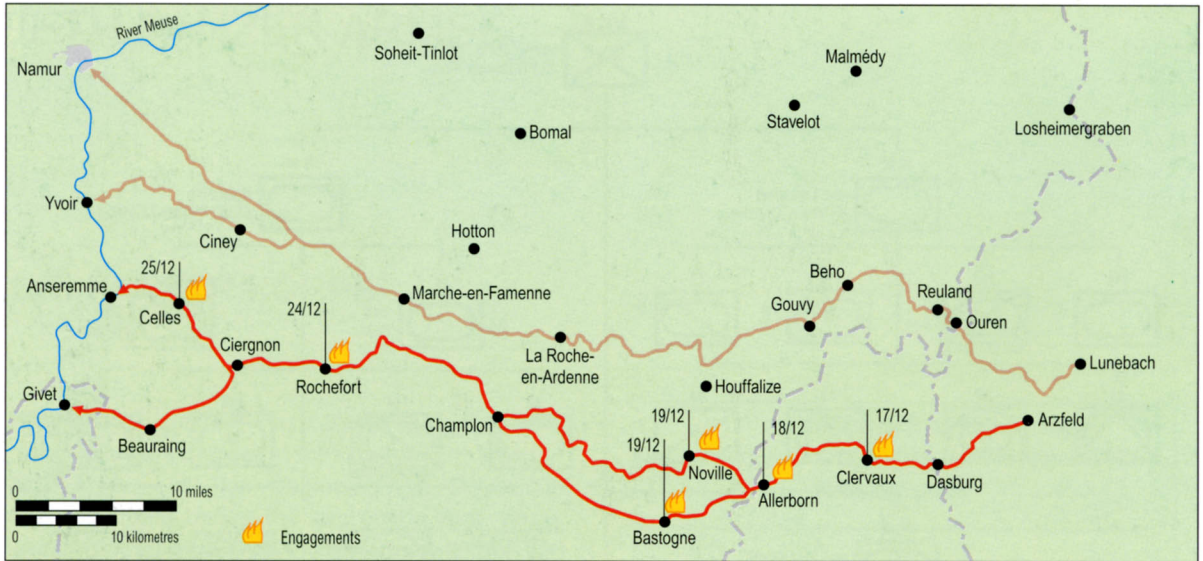 River Meuse
Soheit-Tinlot
Malmédy
Namur
Stavelot
Losheimergraben
Bomal
Yvoir
Ciney
Hotton
25/12
Beho
Anseremme
Celles
24/12
Marche-en-Famenne
Gouvy
Reuland
Ouren
Ciergnon
Rochefort
La Roche-
en-Ardenne
Lunebach
Givet
Houffalize
Beauraing
Champlon
19/12
19/12
18/12
17/12
Arzfeld
Noville
Allerborn
Clervaux
Dasburg
Bastogne
0 10 miles
0 10 kilometres
Engagements